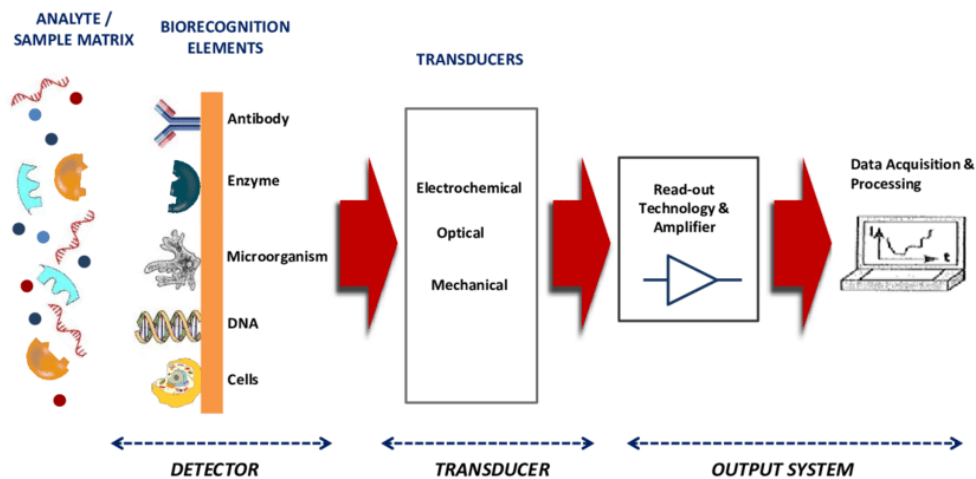 ANALYTE /
SAMPLE MATRIX
BIORECOGNITION
ELEMENTS
TRANSDUCERS
Antibody
Enzyme
Microorganism
DNA
Cells
Electrochemical
Optical
Mechanical
Read-out
Technology &
Amplifier
Data Acquisition &
Processing
I
t
DETECTOR
TRANSDUCER
OUTPUT SYSTEM